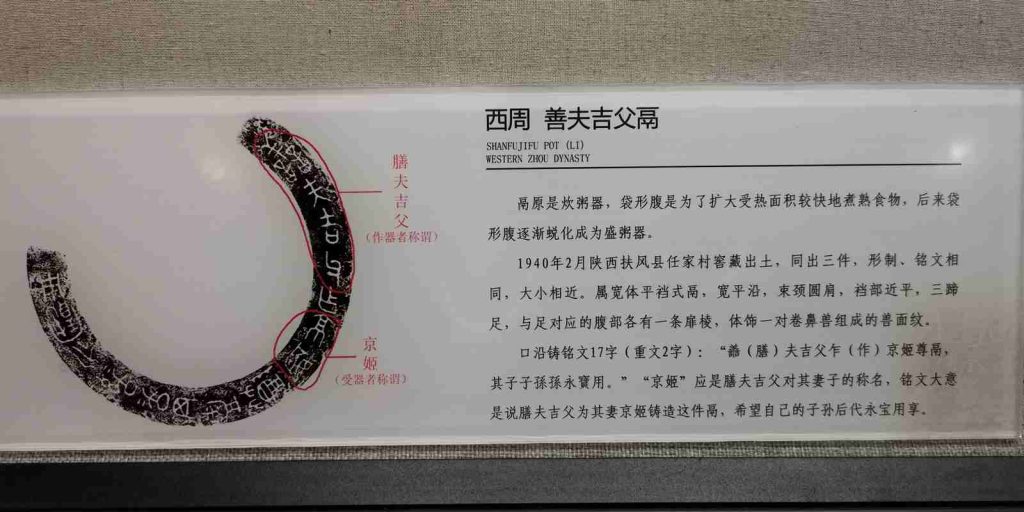 膳夫吉父
(作器者称谓)
京姬
(受器者称谓)
西周 善夫吉父鬲
SHANFUJIFU POT (LI)
WESTERN ZHOU DYNASTY
鬲原是炊粥器，袋形腹是为了扩大受热面积较快地煮熟食物，后来袋
形腹逐渐蜕化成为盛粥器。
1940年2月陕西扶风县任家村窖藏出土，同出三件，形制、铭文相
同，大小相近。属宽体平裆式鬲，宽平沿，束颈圆肩，裆部近平，三蹄
足，与足对应的腹部各有一条扉棱，体饰一对卷鼻善组成的善面纹。
口沿铸铭文17字（重文2字）：“譱（膳）夫吉父乍（作）京姬尊鬲，
其子子孫孫永寶用。”“京姬”应是膳夫吉父对其妻子的称名，铭文大意
是说膳夫吉父为其妻京姬铸造这件鬲，希望自己的子孙后代永宝用享。